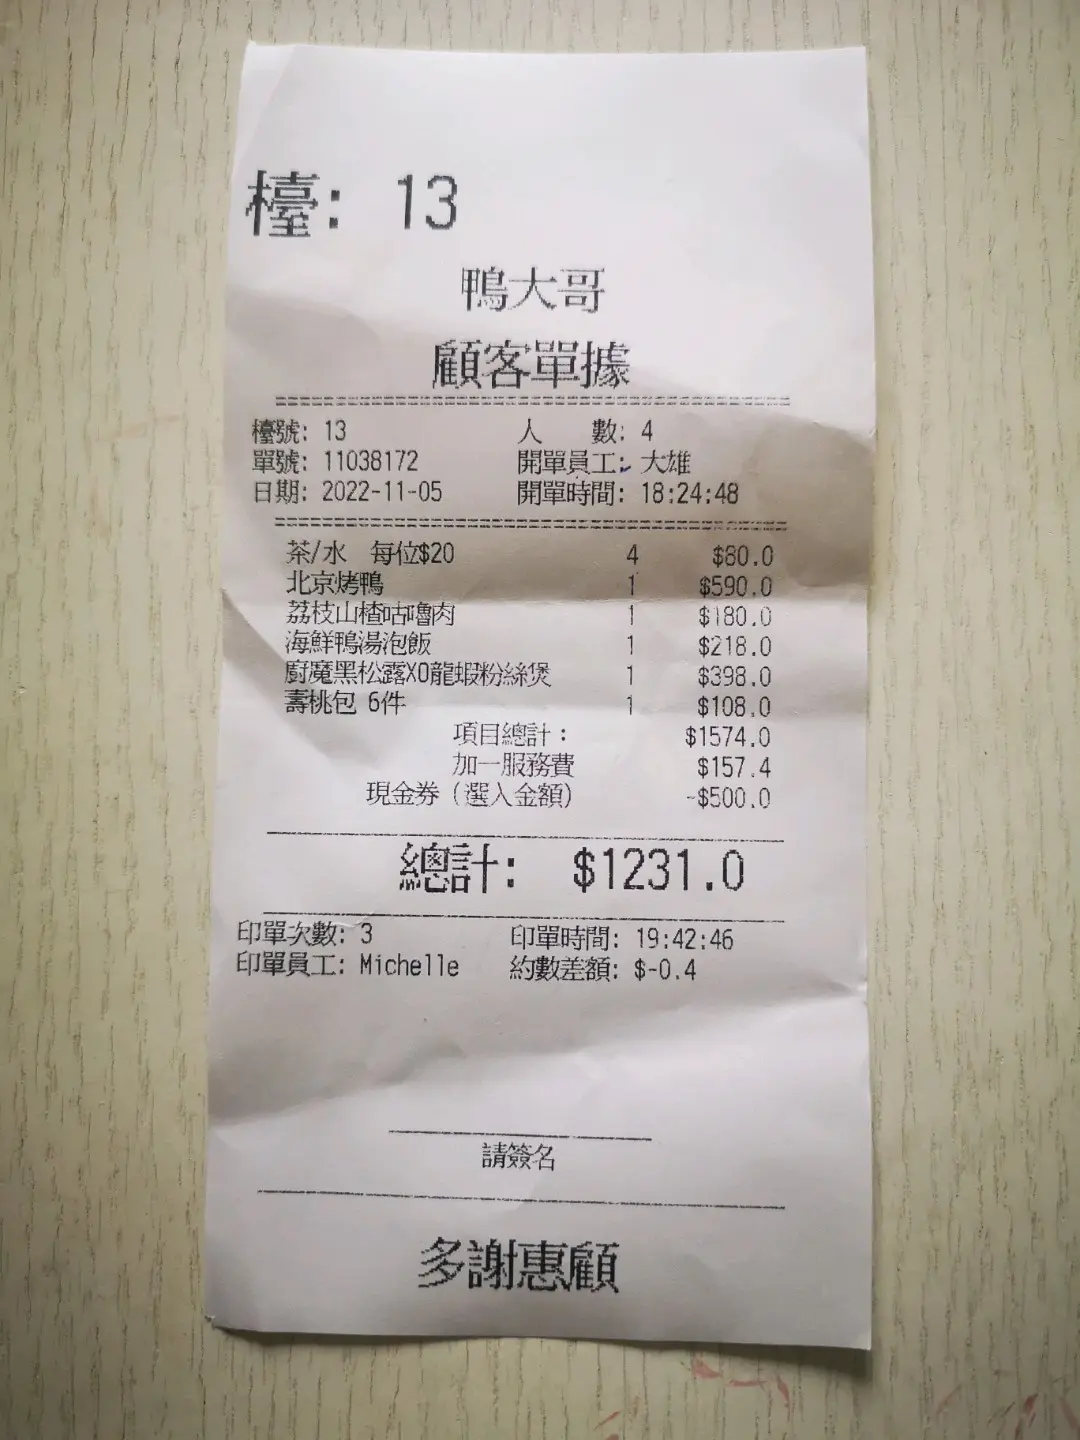 檯: 13
鴨大哥
顧客單據
檯號: 13 人 數: 4
單號: 11038172 開單員工: 大雄
日期: 2022-11-05 開單時間: 18:24:48
茶/水 每位$20 4 $80.0
北京烤鴨 1 $590.0
荔枝山楂咕嚕肉 1 $180.0
海鮮鴨湯泡飯 1 $218.0
廚魔黑松露XO龍蝦粉絲煲 1 $398.0
壽桃包 6件 1 $108.0
項目總計: $1574.0
加一服務費 $157.4
現金券 (選入金額) -$500.0
總計: $1231.0
印單次數: 3 印單時間: 19:42:46
印單員工: Michelle 約數差額: $-0.4
請簽名
多謝惠顧